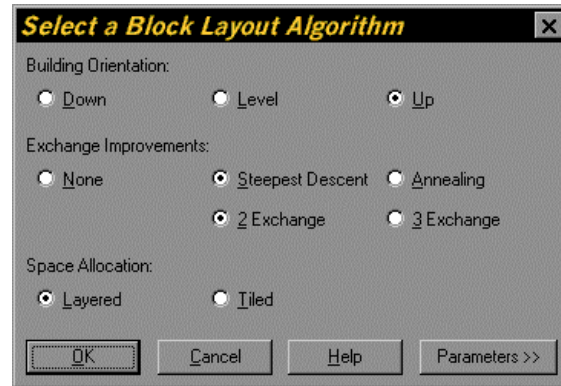 Select a Block Layout Algorithm
Building Orientation:
Down Level Up
Exchange Improvements:
None Steepest Descent Annealing
2 Exchange 3 Exchange
Space Allocation:
Layered Tiled
OK Cancel Help Parameters >>